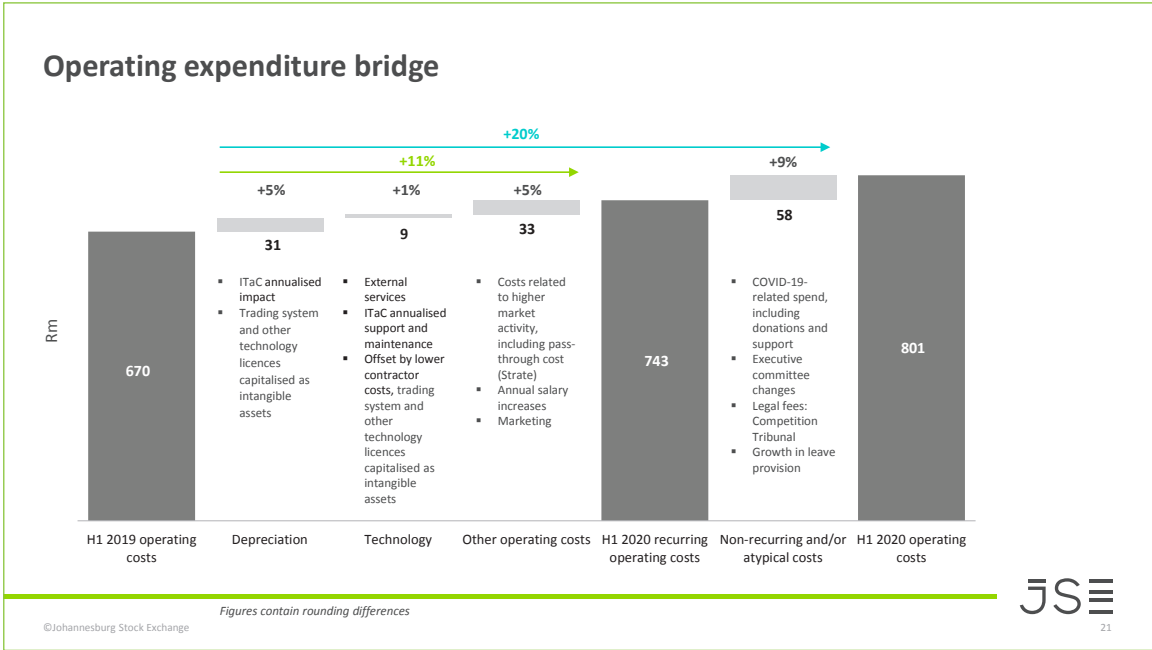 Operating expenditure bridge
+20%
+11%
+9%
+5%
+1%
+5%
31
9
33
58
Rm
670
743
801
▪ ITaC annualised
impact
▪ Trading system
and other
technology
licences
capitalised as
intangible
assets
▪ External
services
▪ ITaC annualised
support and
maintenance
▪ Offset by lower
contractor
costs, trading
system and
other
technology
licences
capitalised as
intangible
assets
▪ Costs related
to higher
market
activity,
including pass-
through cost
(Strate)
▪ Annual salary
increases
▪ Marketing
▪ COVID-19-
related spend,
including
donations and
support
▪ Executive
committee
changes
▪ Legal fees:
Competition
Tribunal
▪ Growth in leave
provision
H1 2019 operating
costs
Depreciation
Technology
Other operating costs
H1 2020 recurring
operating costs
Non-recurring and/or
atypical costs
H1 2020 operating
costs
Figures contain rounding differences
©Johannesburg Stock Exchange
JSE
21